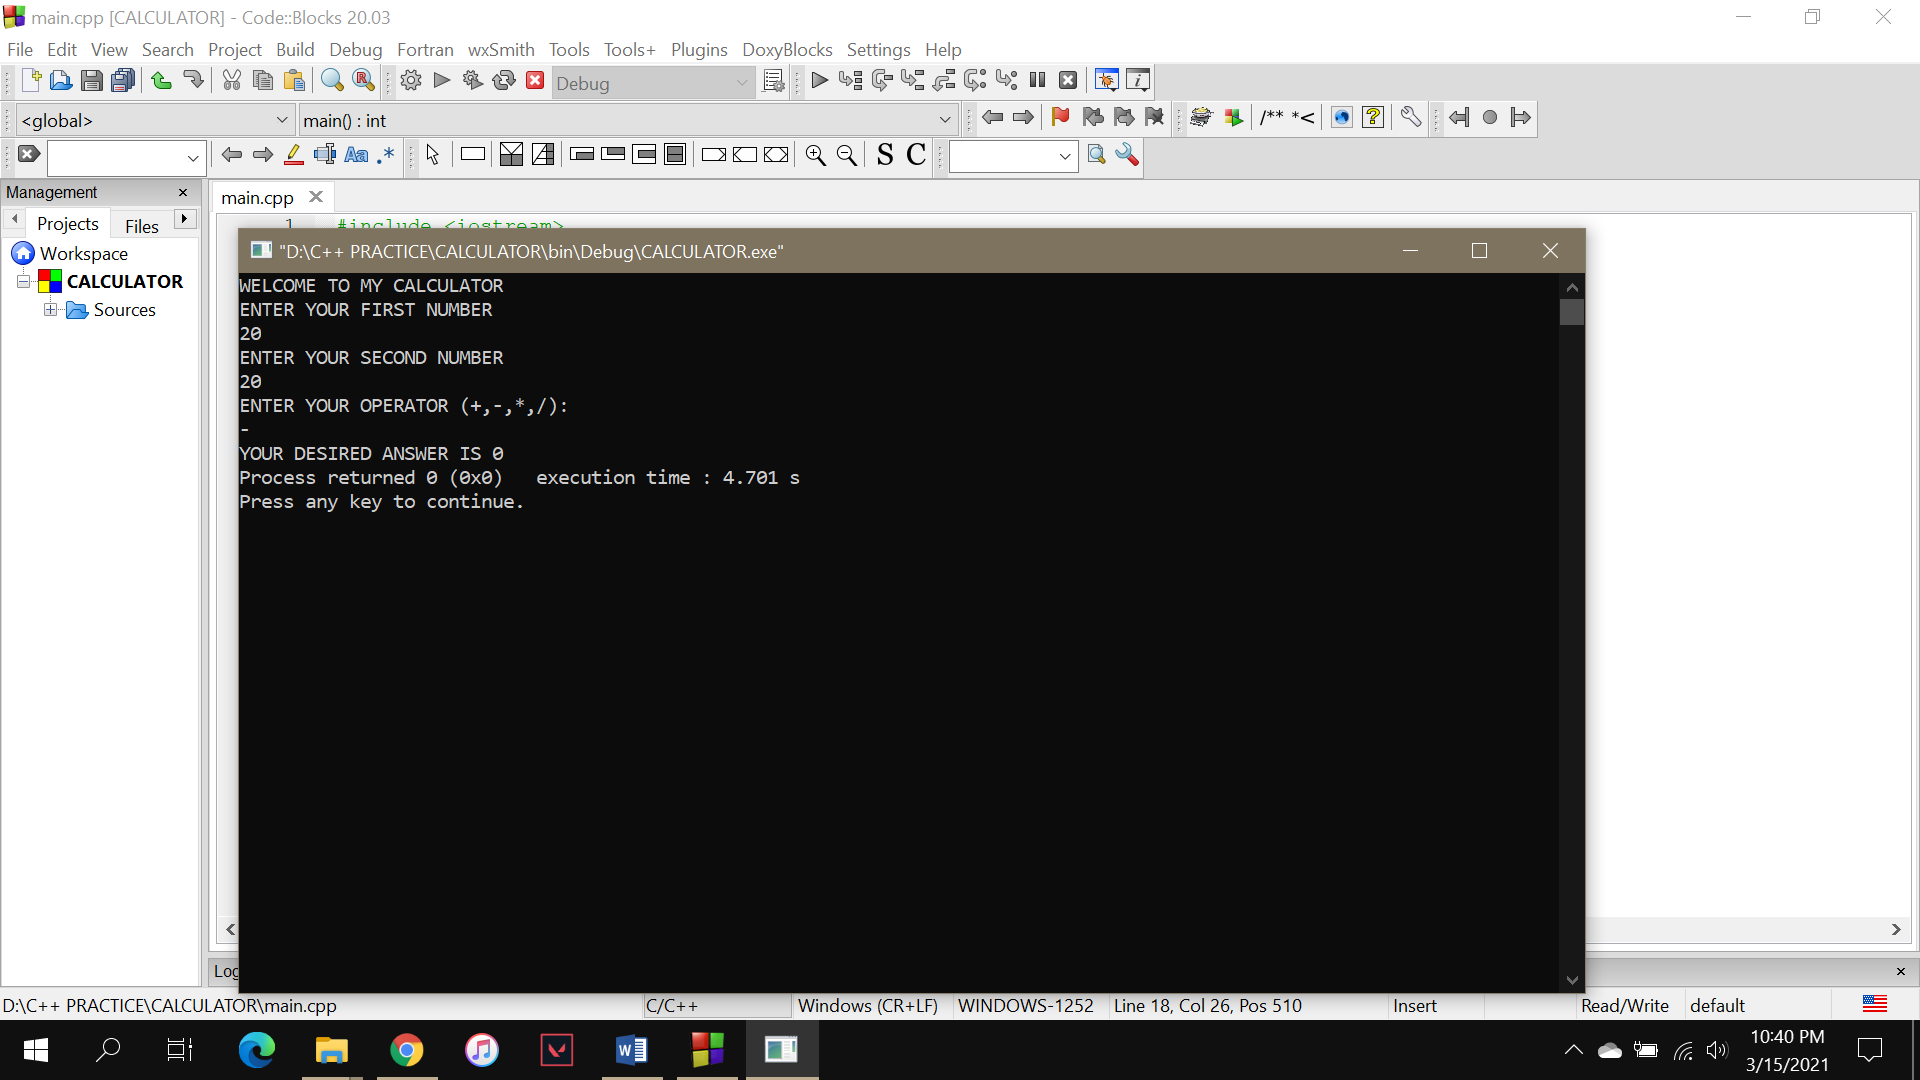 main.cpp [CALCULATOR] - Code::Blocks 20.03
File Edit View Search Project Build Debug Fortran wxSmith Tools Tools+ Plugins DoxyBlocks Settings Help
Debug
<global> main() : int /** *<
Aa .* S C
Management
main.cpp
Projects Files
1 #include <iostream>
Workspace
CALCULATOR
Sources
"D:\C++ PRACTICE\CALCULATOR\bin\Debug\CALCULATOR.exe"
WELCOME TO MY CALCULATOR
ENTER YOUR FIRST NUMBER
20
ENTER YOUR SECOND NUMBER
20
ENTER YOUR OPERATOR (+,-,*,/):
-
YOUR DESIRED ANSWER IS 0
Process returned 0 (0x0)   execution time : 4.701 s
Press any key to continue.
Log
D:\C++ PRACTICE\CALCULATOR\main.cpp C/C++ Windows (CR+LF) WINDOWS-1252 Line 18, Col 26, Pos 510 Insert Read/Write default
10:40 PM
3/15/2021